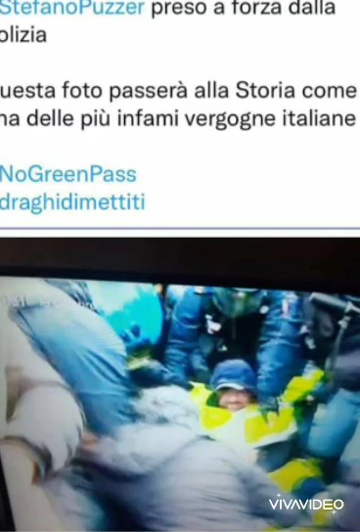 StefanoPuzzer preso a forza dalla
olizia
uesta foto passerà alla Storia come
na delle più infami vergogne italiane
NoGreenPass
draghidimettiti
VIVAVIDEO